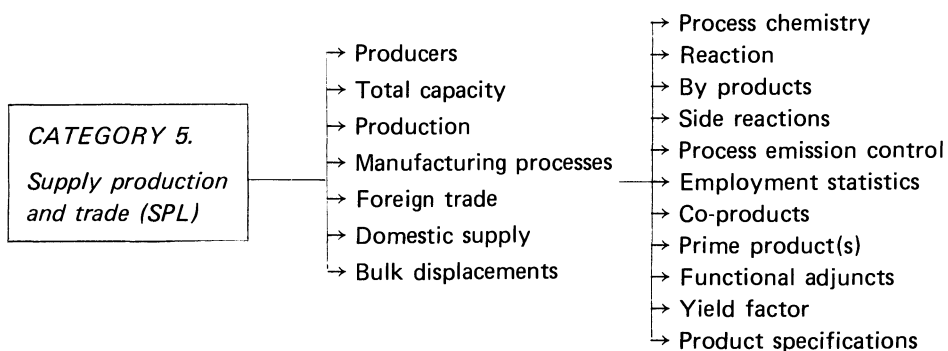 CATEGORY 5.
Supply production
and trade (SPL)
Producers
Total capacity
Production
Manufacturing processes
Foreign trade
Domestic supply
Bulk displacements
Process chemistry
Reaction
By products
Side reactions
Process emission control
Employment statistics
Co-products
Prime product(s)
Functional adjuncts
Yield factor
Product specifications